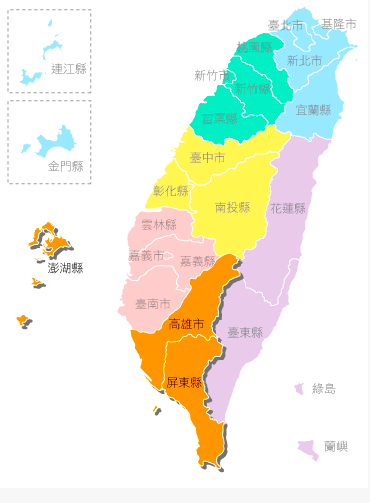 臺北市
基隆市
桃園縣
新北市
連江縣
新竹市
新竹縣
宜蘭縣
苗栗縣
臺中市
金門縣
彰化縣
南投縣
花蓮縣
雲林縣
嘉義市
嘉義縣
澎湖縣
臺南市
高雄市
臺東縣
屏東縣
綠島
蘭嶼